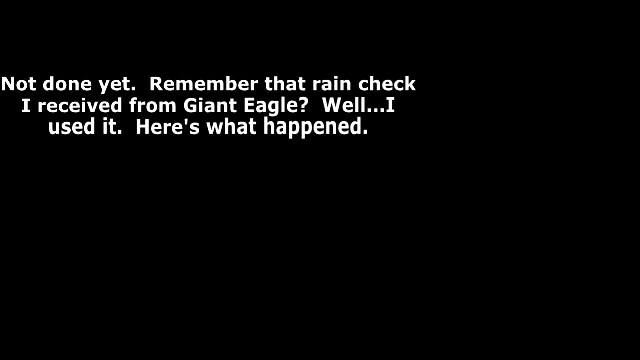 Not done yet.  Remember that rain check
I received from Giant Eagle?  Well...I
used it.  Here's what happened.